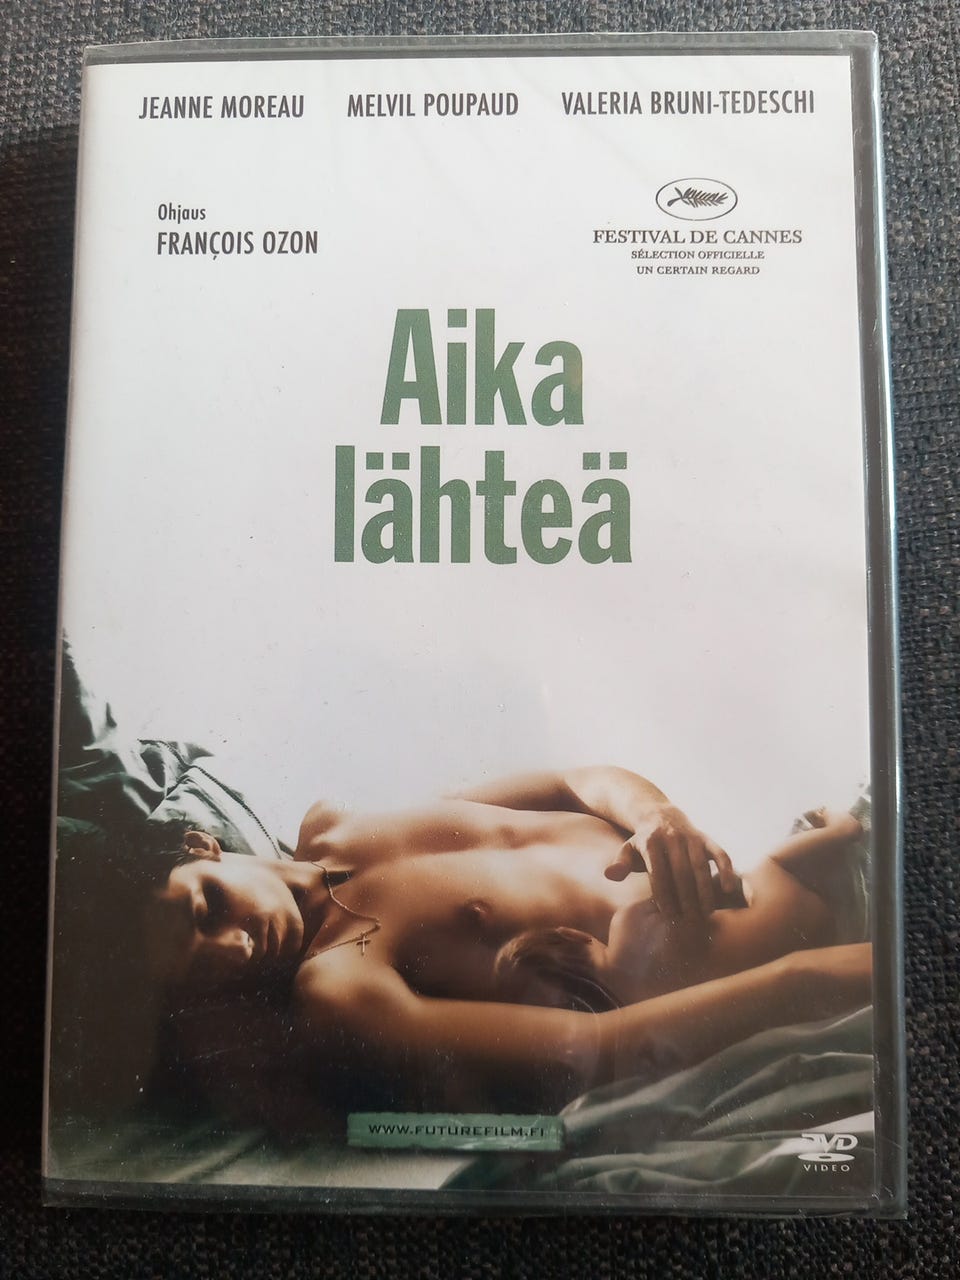 JEANNE MOREAU MELVIL POUPAUD VALERIA BRUNI-TEDESCHI
Ohjaus
FRANÇOIS OZON
FESTIVAL DE CANNES
SÉLECTION OFFICIELLE
UN CERTAIN REGARD
Aika
lähteä
WWW.FUTUREFILM.FI
DVD
VIDEO